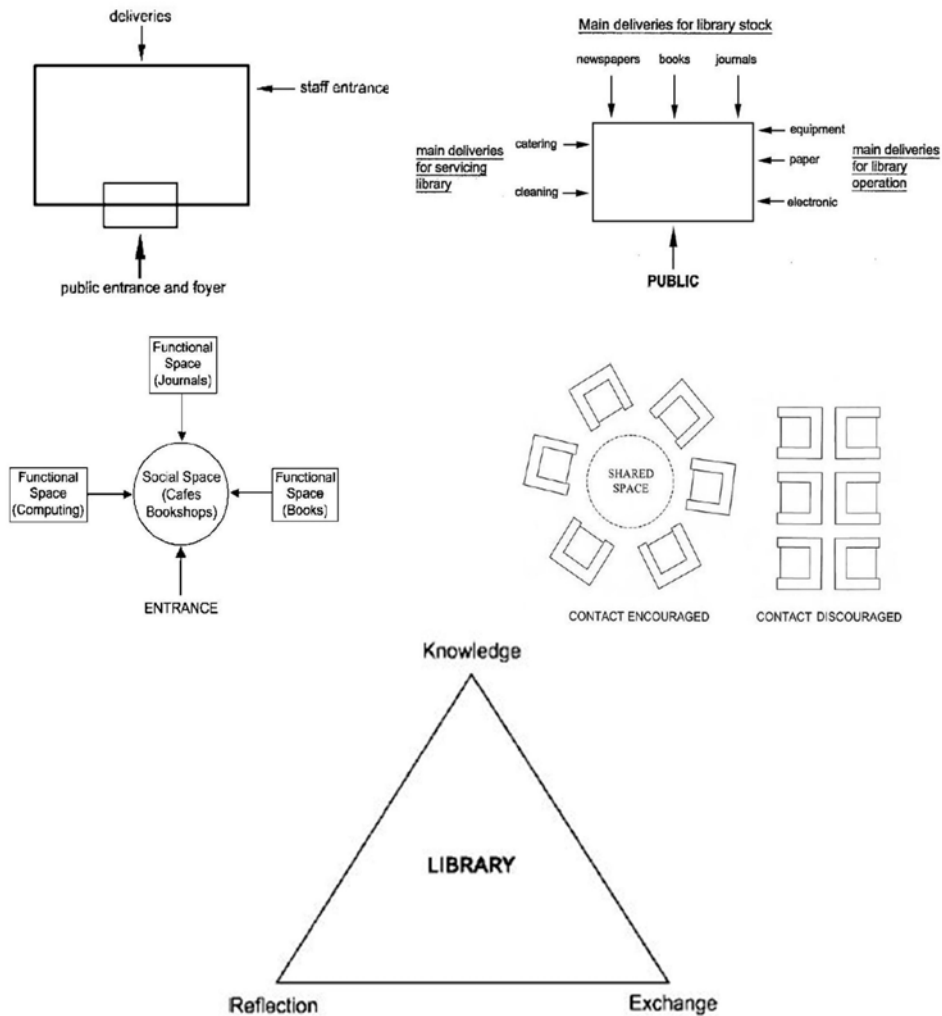 deliveries
staff entrance
public entrance and foyer
Main deliveries for library stock
newspapers books journals
main deliveries
for servicing
library
catering
cleaning
equipment
paper
electronic
main deliveries
for library
operation
PUBLIC
Functional
Space
(Journals)
Functional
Space
(Computing)
Social Space
(Cafes
Bookshops)
Functional
Space
(Books)
ENTRANCE
SHARED
SPACE
CONTACT ENCOURAGED
CONTACT DISCOURAGED
Knowledge
LIBRARY
Reflection
Exchange